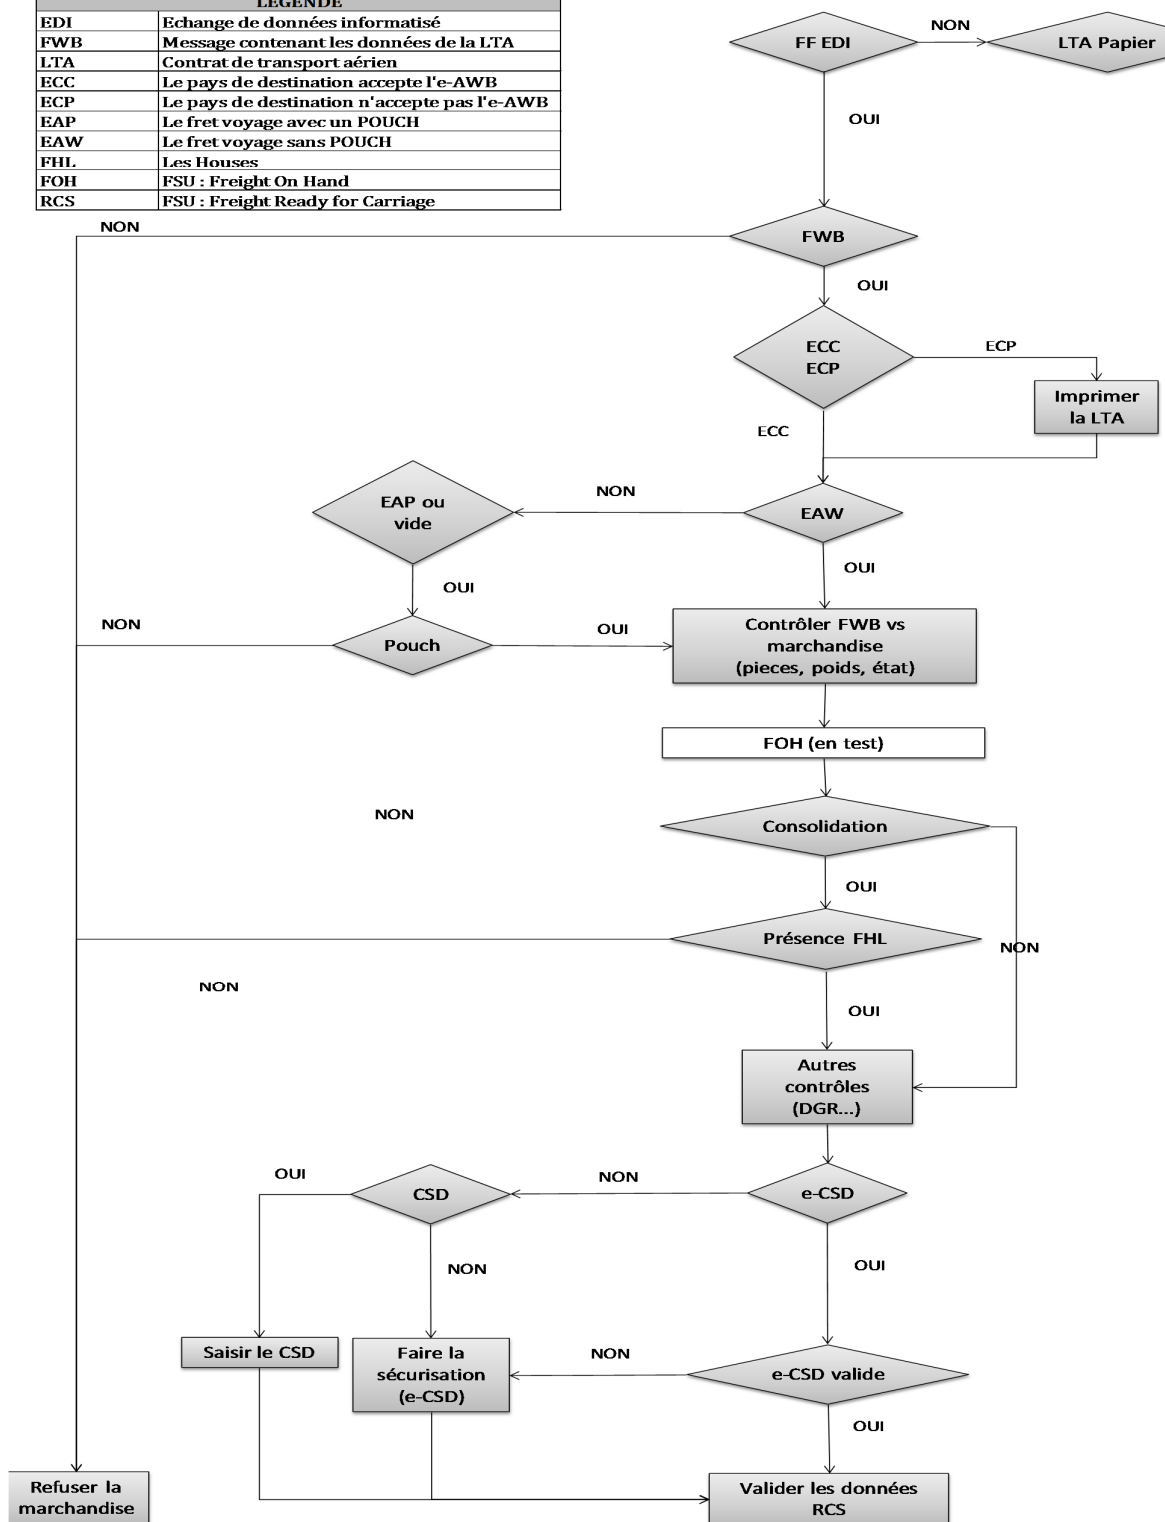 LEGENDE
EDI Echange de données informatisé
FWB Message contenant les données de la LTA
LTA Contrat de transport aérien
ECC Le pays de destination accepte l'e-AWB
ECP Le pays de destination n'accepte pas l'e-AWB
EAP Le fret voyage avec un POUCH
EAW Le fret voyage sans POUCH
FHL Les Houses
FOH FSU : Freight On Hand
RCS FSU : Freight Ready for Carriage
FF EDI
NON
LTA Papier
OUI
NON
FWB
OUI
ECC
ECP
ECP
Imprimer
la LTA
ECC
EAP ou
vide
NON
EAW
OUI
OUI
NON
Pouch
OUI
Contrôler FWB vs
marchandise
(pieces, poids, état)
FOH (en test)
NON
Consolidation
OUI
Présence FHL
NON
NON
OUI
Autres
contrôles
(DGR...)
OUI
CSD
NON
e-CSD
NON
OUI
Saisir le CSD
Faire la
sécurisation
(e-CSD)
NON
e-CSD valide
OUI
Refuser la
marchandise
Valider les données
RCS